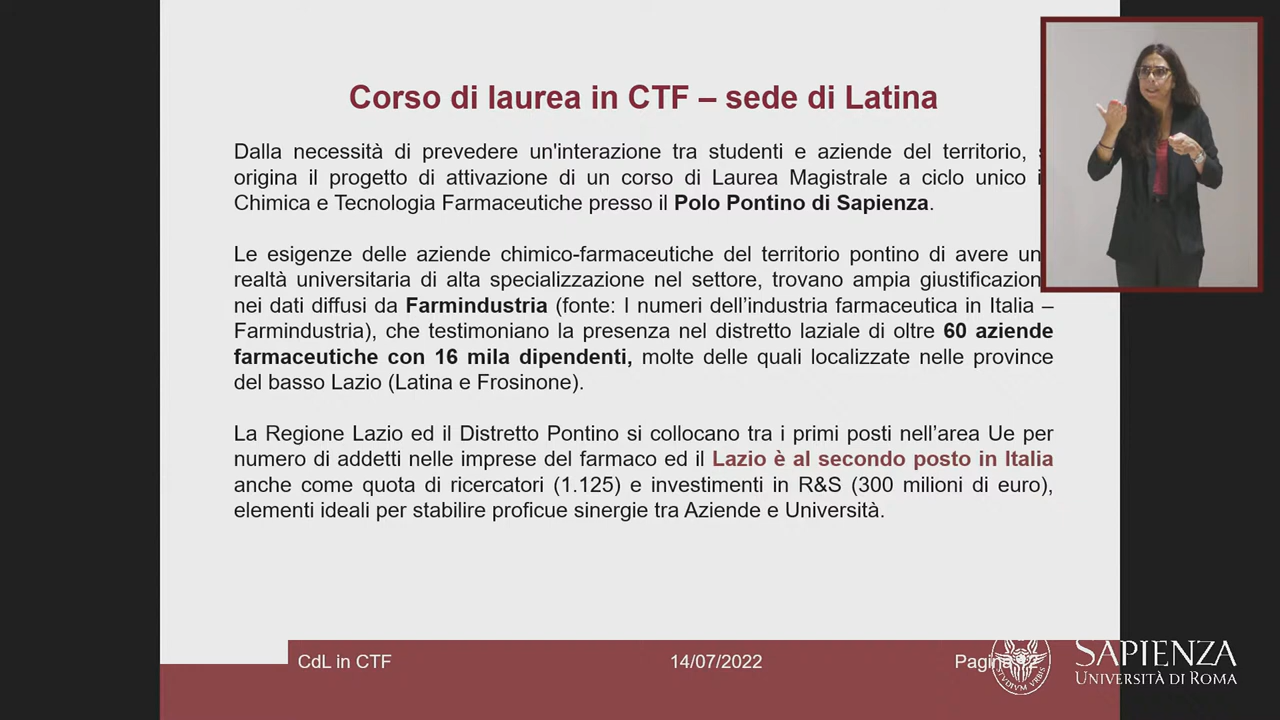 Corso di laurea in CTF – sede di Latina
Dalla necessità di prevedere un'interazione tra studenti e aziende del territorio,
origina il progetto di attivazione di un corso di Laurea Magistrale a ciclo unico
Chimica e Tecnologia Farmaceutiche presso il Polo Pontino di Sapienza.
Le esigenze delle aziende chimico-farmaceutiche del territorio pontino di avere
realtà universitaria di alta specializzazione nel settore, trovano ampia
nei dati diffusi da Farmindustria (fonte: I numeri dell’industria farmaceutica in Italia –
Farmindustria), che testimoniano la presenza nel distretto laziale di oltre 60 aziende
farmaceutiche con 16 mila dipendenti, molte delle quali localizzate nelle province
del basso Lazio (Latina e Frosinone).
La Regione Lazio ed il Distretto Pontino si collocano tra i primi posti nell’area Ue per
numero di addetti nelle imprese del farmaco ed il Lazio è al secondo posto in Italia
anche come quota di ricercatori (1.125) e investimenti in R&S (300 milioni di euro),
elementi ideali per stabilire proficue sinergie tra Aziende e Università.
CdL in CTF
14/07/2022
STVDIVM VRBIS
SAPIENZA
UNIVERSITÀ DI ROMA